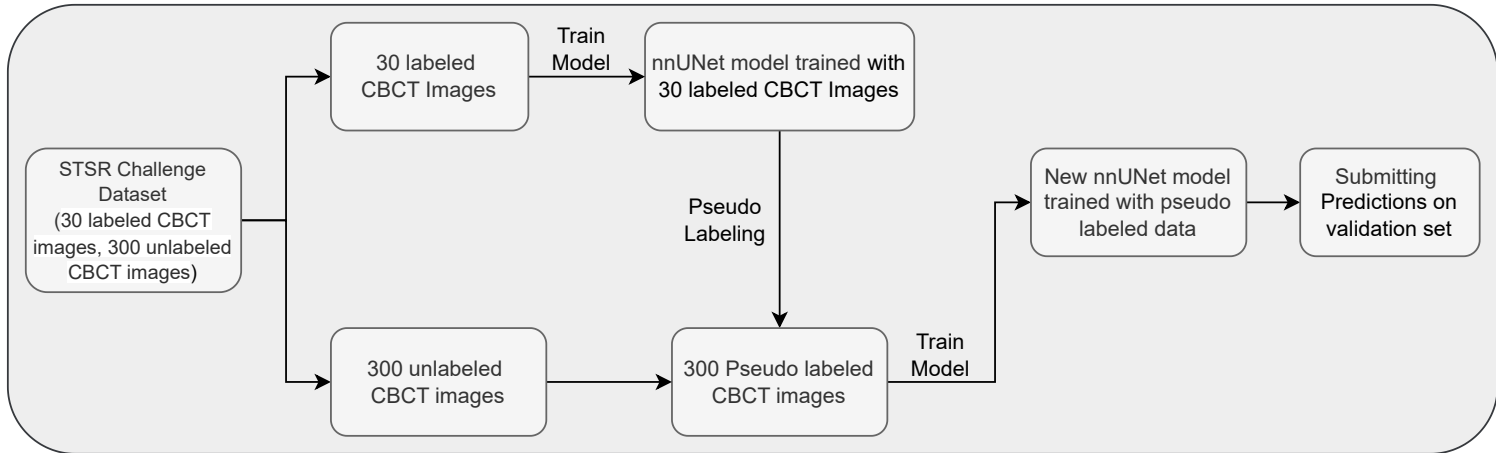 STSR Challenge
Dataset
(30 labeled CBCT
images, 300 unlabeled
CBCT images)
30 labeled
CBCT Images
Train
Model
nnUNet model trained with
30 labeled CBCT Images
Pseudo
Labeling
300 unlabeled
CBCT images
300 Pseudo labeled
CBCT images
Train
Model
New nnUNet model
trained with pseudo
labeled data
Submitting
Predictions on
validation set